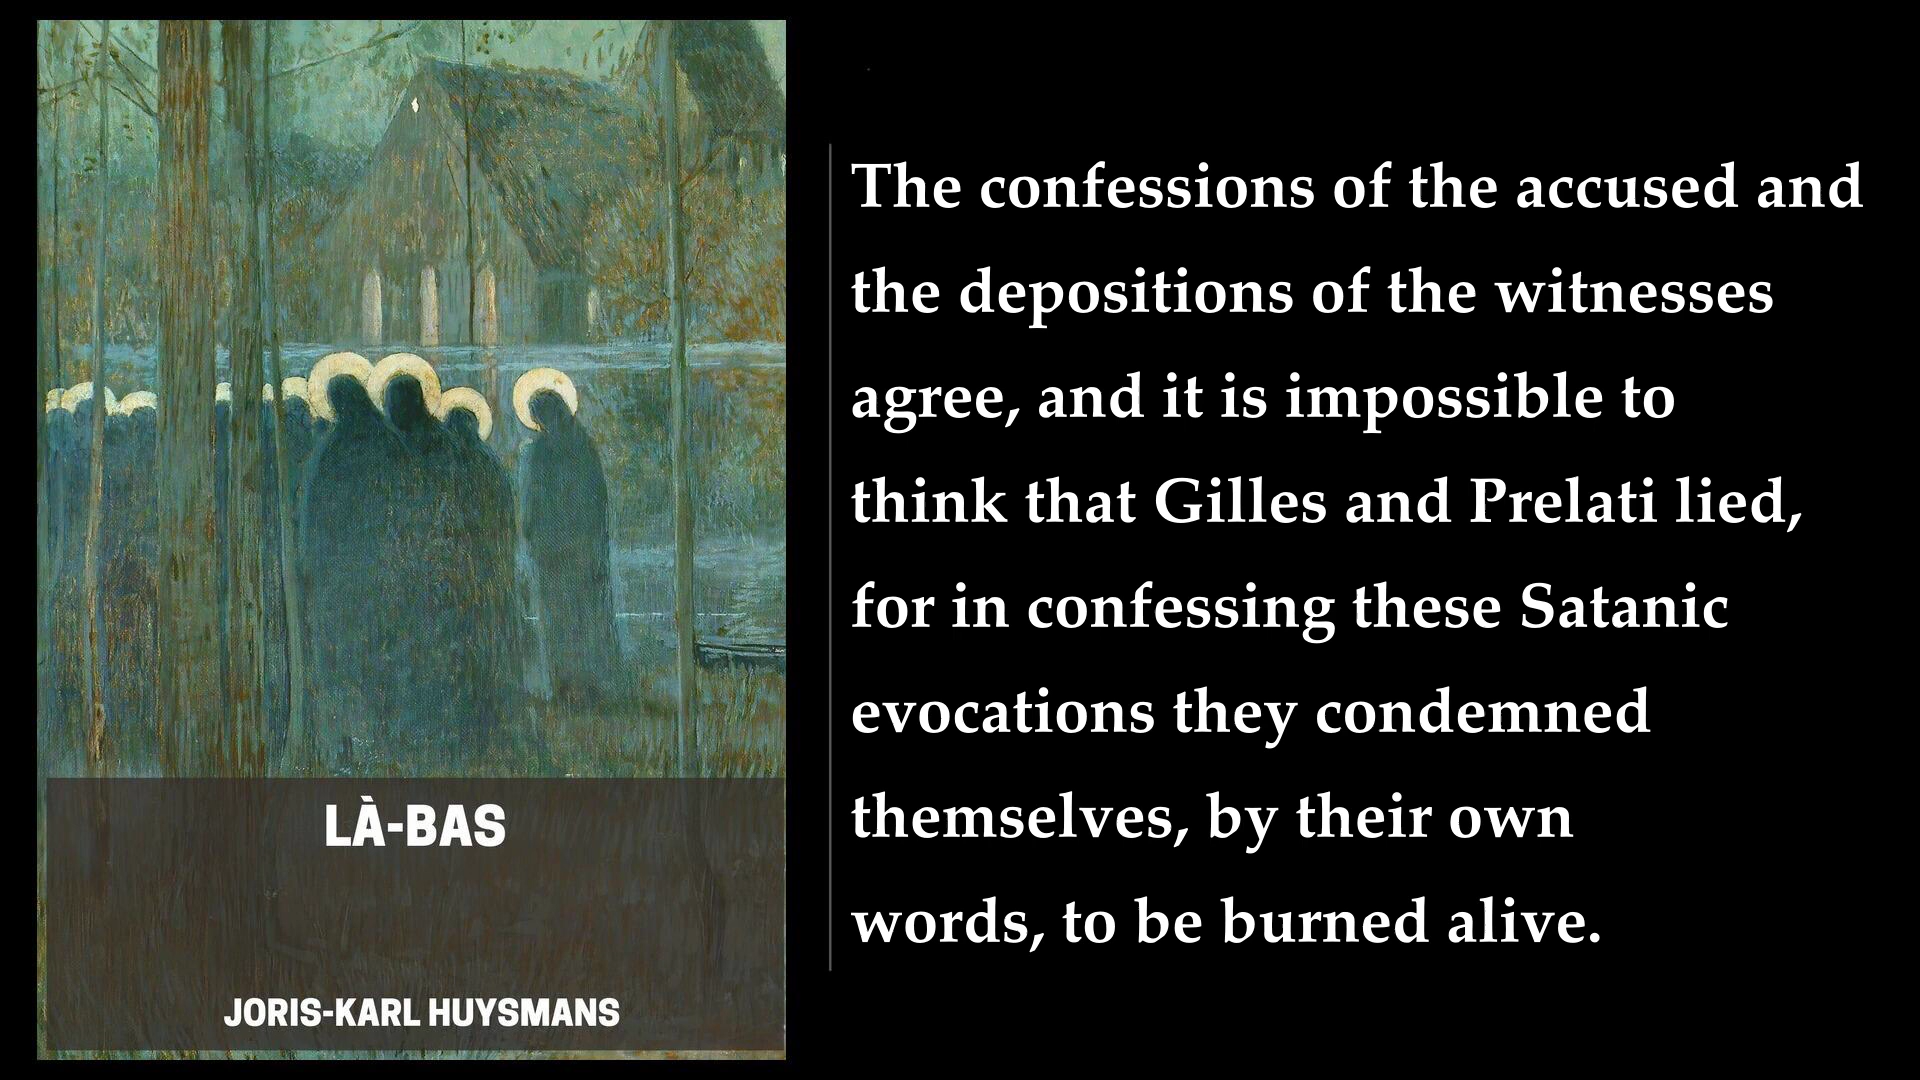 LÀ-BAS
JORIS-KARL HUYSMANS
The confessions of the accused and
the depositions of the witnesses
agree, and it is impossible to
think that Gilles and Prelati lied,
for in confessing these Satanic
evocations they condemned
themselves, by their own
words, to be burned alive.